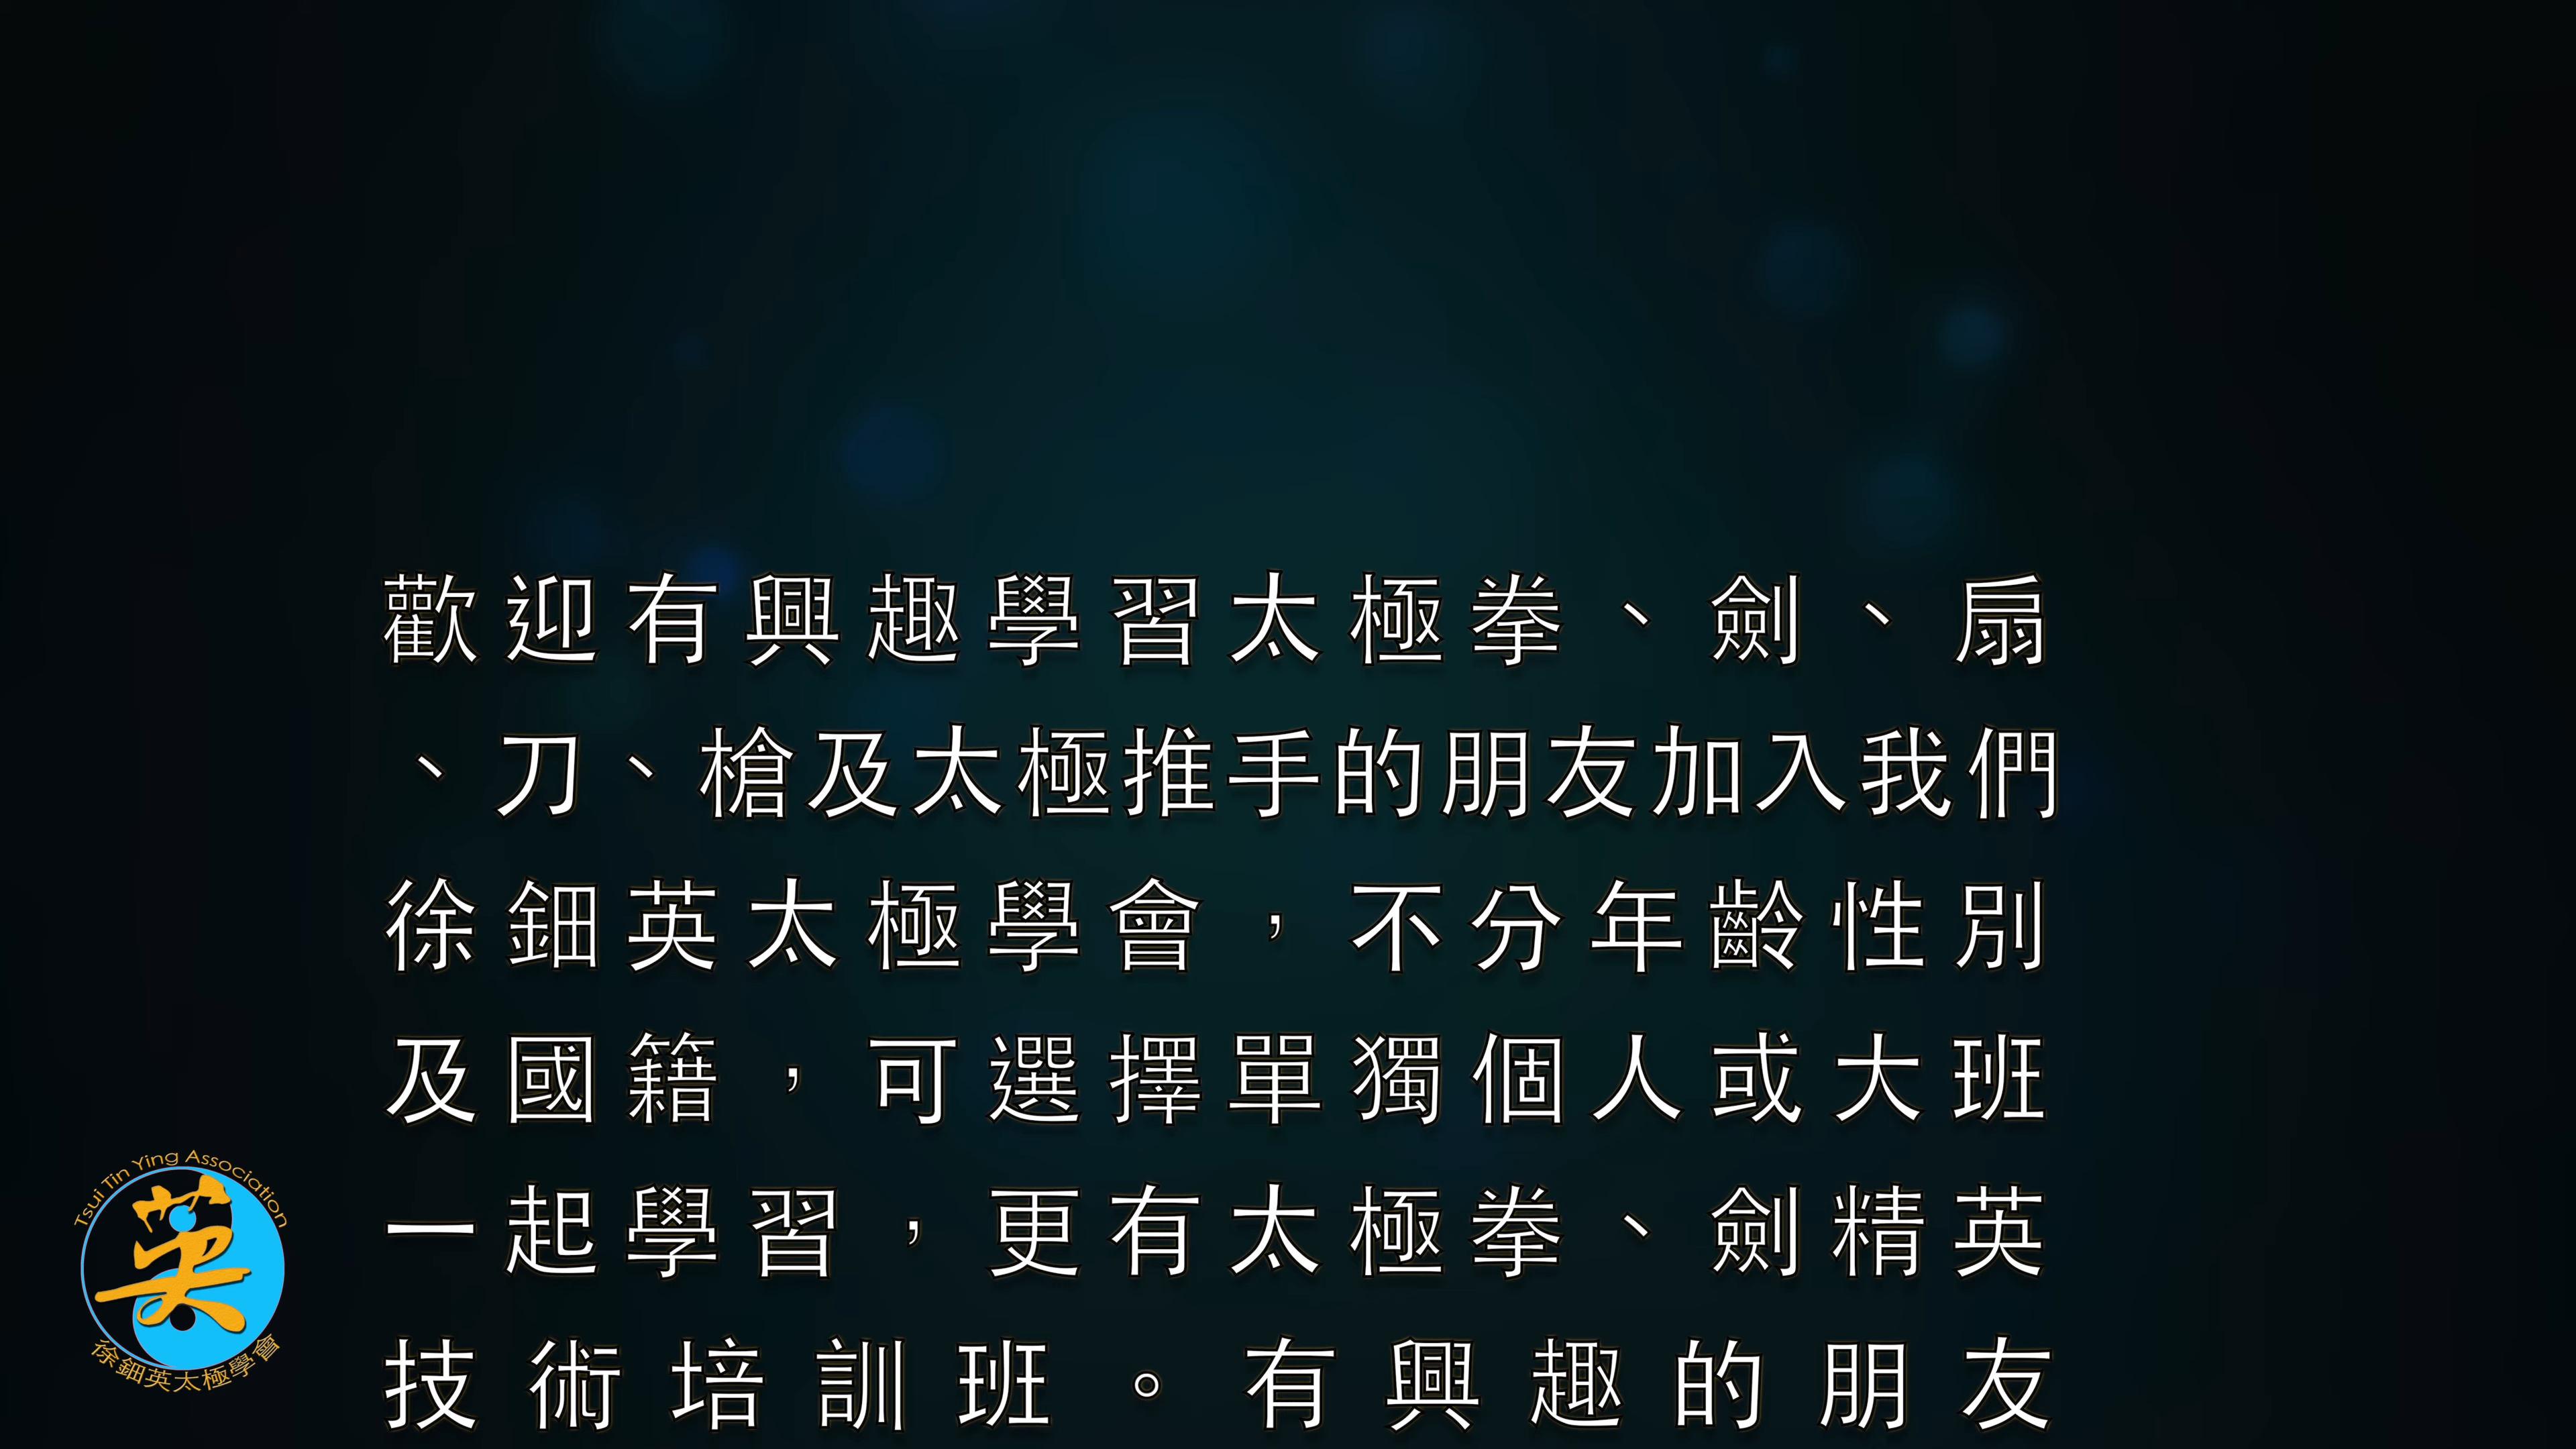 歡迎有興趣學習太極拳、劍、扇
、刀、槍及太極推手的朋友加入我們
徐鈿英太極學會，不分年齡性別
及國籍，可選擇單獨個人或大班
一起學習，更有太極拳、劍精英
技術培訓班。有興趣的朋友
Tsui Tin Ying Association
英
徐鈿英太極學會